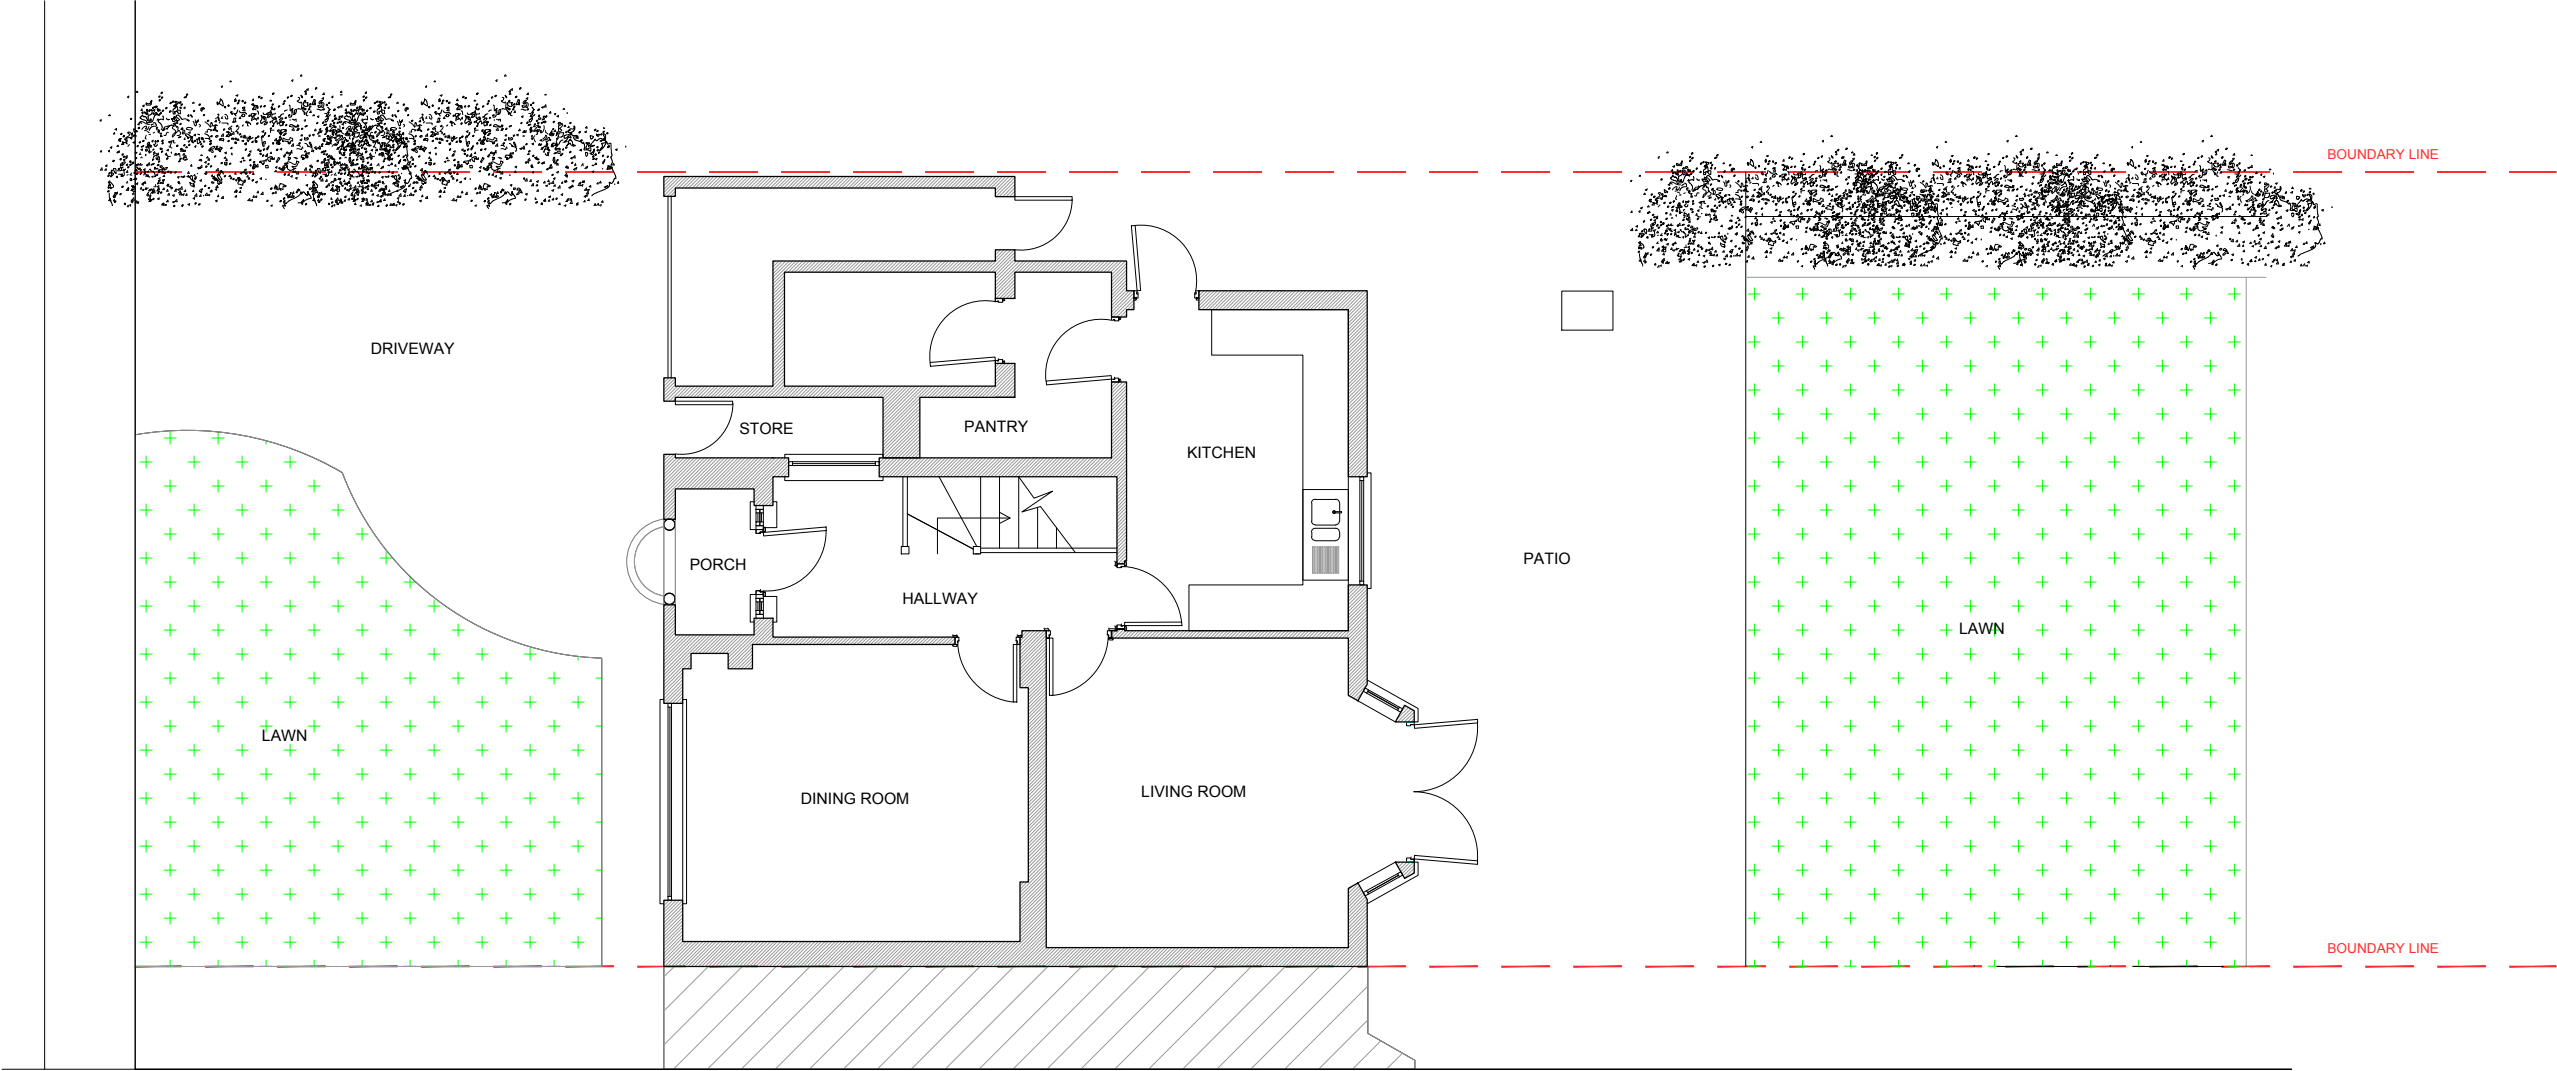 BOUNDARY LINE
DRIVEWAY
STORE
PANTRY
KITCHEN
PORCH
HALLWAY
PATIO
LAWN
LAWN
DINING ROOM
LIVING ROOM
BOUNDARY LINE